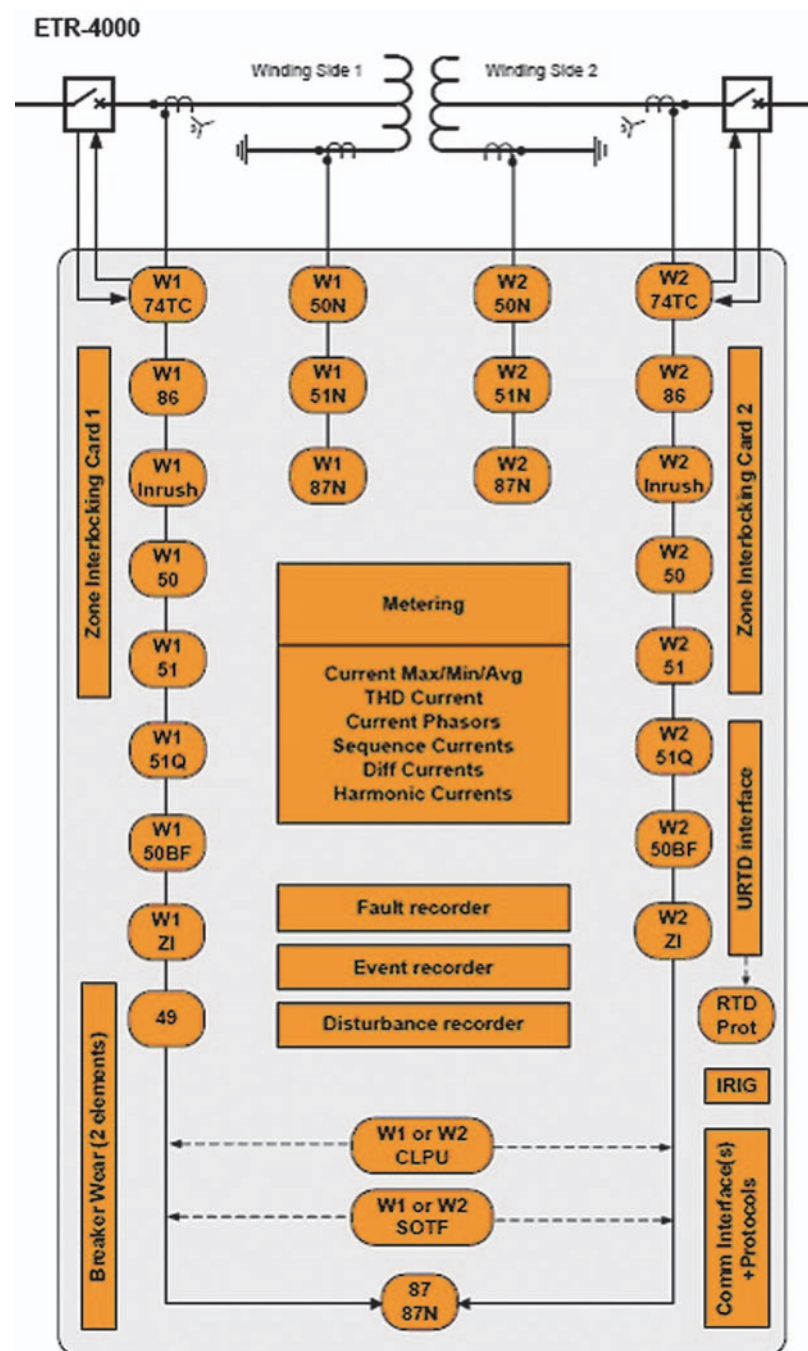 ETR-4000
Winding Side 1
Winding Side 2
W1
74TC
W1
50N
W2
50N
W2
74TC
Zone Interlocking Card 1
W1
86
W1
51N
W2
51N
W2
86
Zone Interlocking Card 2
W1
Inrush
W1
87N
W2
87N
W2
Inrush
W1
50
W2
50
Metering
W1
51
W2
51
Current Max/Min/Avg
THD Current
Current Phasors
Sequence Currents
Diff Currents
Harmonic Currents
W1
51Q
W2
51Q
URTD interface
W1
50BF
W2
50BF
Fault recorder
W1
ZI
W2
ZI
Event recorder
Breaker Wear (2 elements)
49
Disturbance recorder
RTD
Prot
IRIG
W1 or W2
CLPU
W1 or W2
SOTF
Comm Interface(s)
+Protocols
87
87N